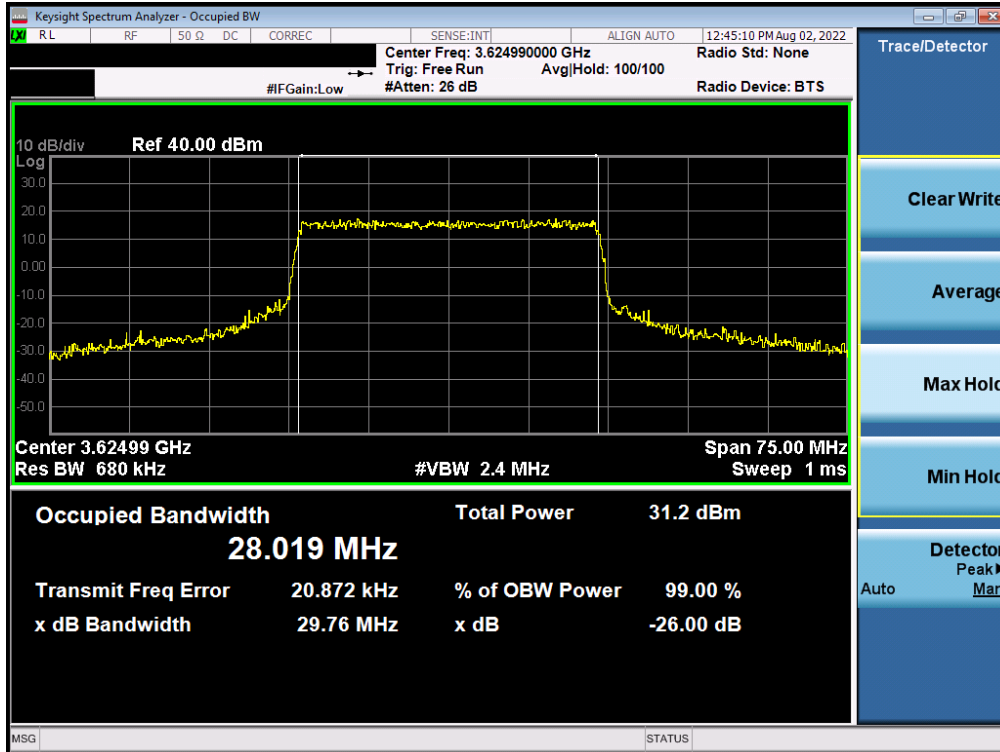 Keysight Spectrum Analyzer - Occupied BW
LXI RL RF 50 Ω DC CORREC SENSE:INT ALIGN AUTO 12:45:10 PM Aug 02, 2022
Center Freq: 3.624990000 GHz Radio Std: None
Trig: Free Run Avg|Hold: 100/100
#IFGain:Low #Atten: 26 dB Radio Device: BTS
Trace/Detector
10 dB/div Ref 40.00 dBm
Log
30.0
20.0
10.0
0.00
-10.0
-20.0
-30.0
-40.0
-50.0
Center 3.62499 GHz Span 75.00 MHz
Res BW 680 kHz #VBW 2.4 MHz Sweep 1 ms
Clear Write
Average
Max Hold
Min Hold
Detector
Peak
Auto Man
Occupied Bandwidth Total Power 31.2 dBm
28.019 MHz
Transmit Freq Error 20.872 kHz % of OBW Power 99.00 %
x dB Bandwidth 29.76 MHz x dB -26.00 dB
MSG STATUS